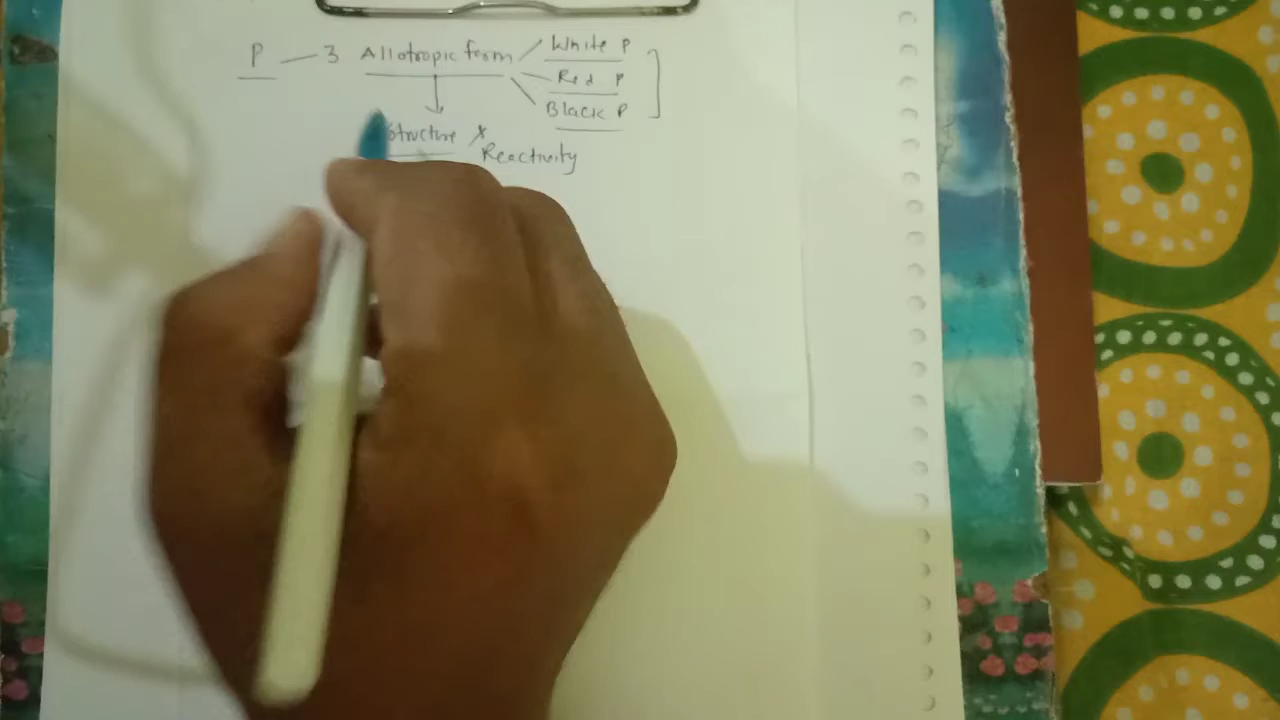 P — 3 Allotropic form White P
Red P
Black P
Structure &
Reactivity